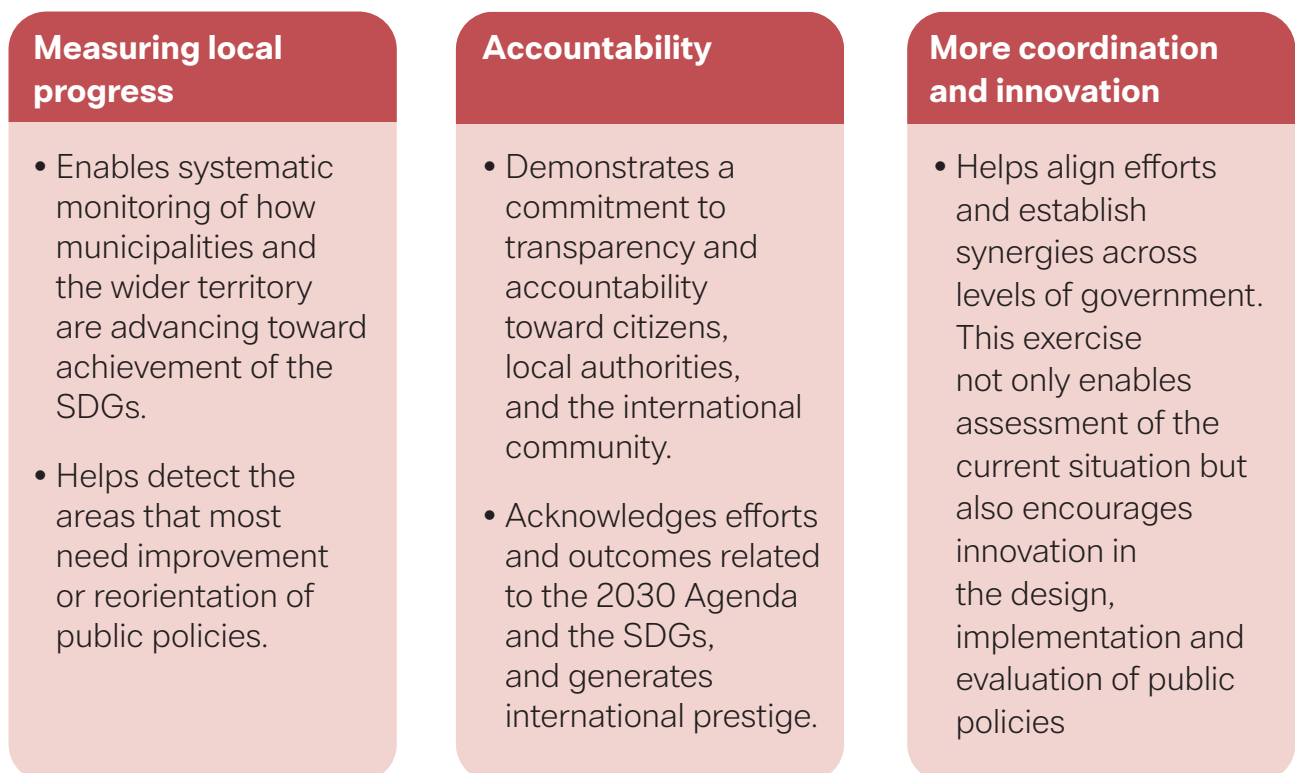 Measuring local
progress
• Enables systematic
monitoring of how
municipalities and
the wider territory
are advancing toward
achievement of the
SDGs.
• Helps detect the
areas that most
need improvement
or reorientation of
public policies.
Accountability
• Demonstrates a
commitment to
transparency and
accountability
toward citizens,
local authorities,
and the international
community.
• Acknowledges efforts
and outcomes related
to the 2030 Agenda
and the SDGs,
and generates
international prestige.
More coordination
and innovation
• Helps align efforts
and establish
synergies across
levels of government.
This exercise
not only enables
assessment of the
current situation but
also encourages
innovation in
the design,
implementation and
evaluation of public
policies